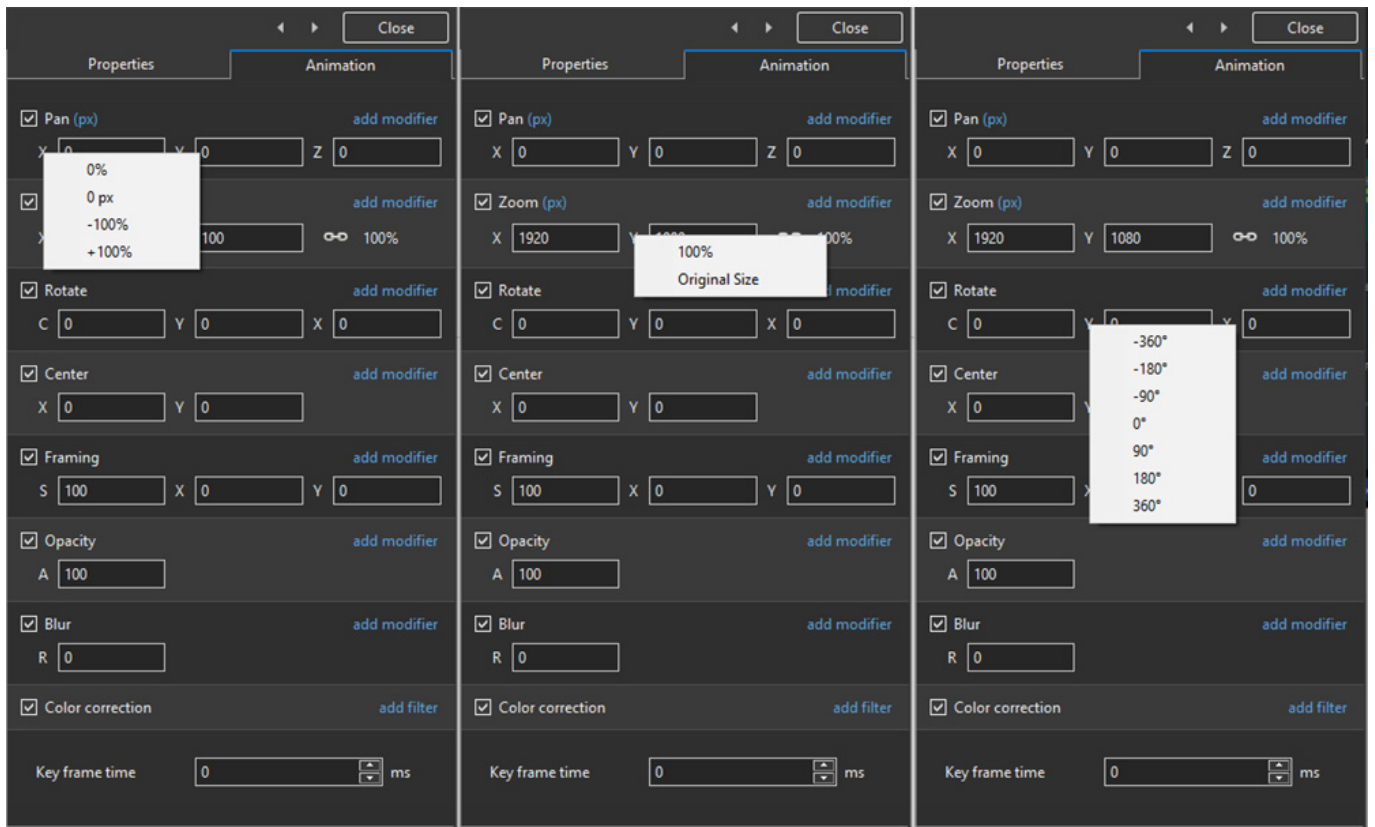 Close
Properties Animation
Pan (px) add modifier
X 0 Y 0 Z 0
0%
0 px
-100%
+100%
add modifier
100 100%
Rotate add modifier
C 0 Y 0 X 0
Center add modifier
X 0 Y 0
Framing add modifier
S 100 X 0 Y 0
Opacity add modifier
A 100
Blur add modifier
R 0
Color correction add filter
Key frame time 0 ms
Close
Properties Animation
Pan (px) add modifier
X 0 Y 0 Z 0
Zoom (px) add modifier
X 1920 Y 100%
100%
Original Size
Rotate modifier
C 0 Y 0 X 0
Center add modifier
X 0 Y 0
Framing add modifier
S 100 X 0 Y 0
Opacity add modifier
A 100
Blur add modifier
R 0
Color correction add filter
Key frame time 0 ms
Close
Properties Animation
Pan (px) add modifier
X 0 Y 0 Z 0
Zoom (px) add modifier
X 1920 Y 1080 100%
Rotate add modifier
C 0 Y 0 X 0
-360°
-180°
-90°
0°
90°
180°
360°
Center add modifier
X 0
Framing add modifier
S 100 0
Opacity add modifier
A 100
Blur add modifier
R 0
Color correction add filter
Key frame time 0 ms